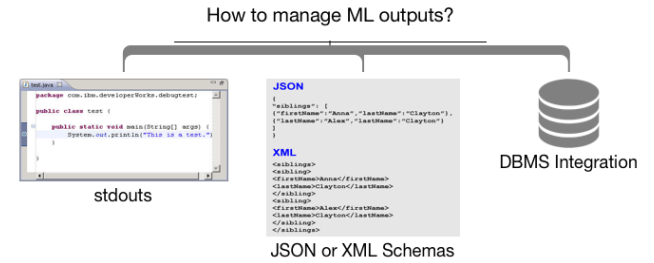 How to manage ML outputs?
test.java
package com.ibm.developerWorks.debugtest;
public class test {
public static void main(String[] args) {
System.out.println("This is a test.")
}
}
stdouts
JSON
{
"siblings": [
{"firstName":"Anna","lastName":"Clayton"},
{"lastName":"Alex","lastName":"Clayton"}
]
}
XML
<siblings>
<sibling>
<firstName>Anna</firstName>
<lastName>Clayton</lastName>
</sibling>
<sibling>
<firstName>Alex</firstName>
<lastName>Clayton</lastName>
</sibling>
</siblings>
JSON or XML Schemas
DBMS Integration